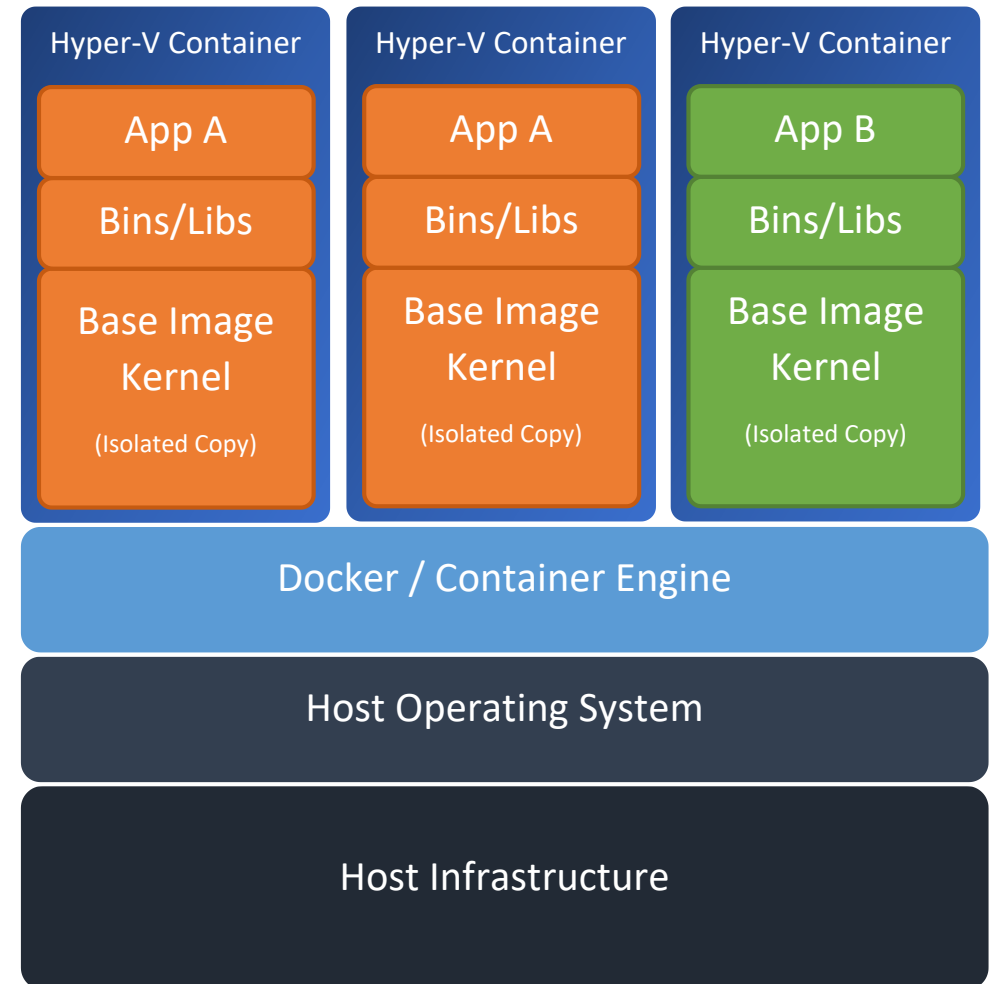 Hyper-V Container
App A
Bins/Libs
Base Image
Kernel
(Isolated Copy)
Hyper-V Container
App A
Bins/Libs
Base Image
Kernel
(Isolated Copy)
Hyper-V Container
App B
Bins/Libs
Base Image
Kernel
(Isolated Copy)
Docker / Container Engine
Host Operating System
Host Infrastructure